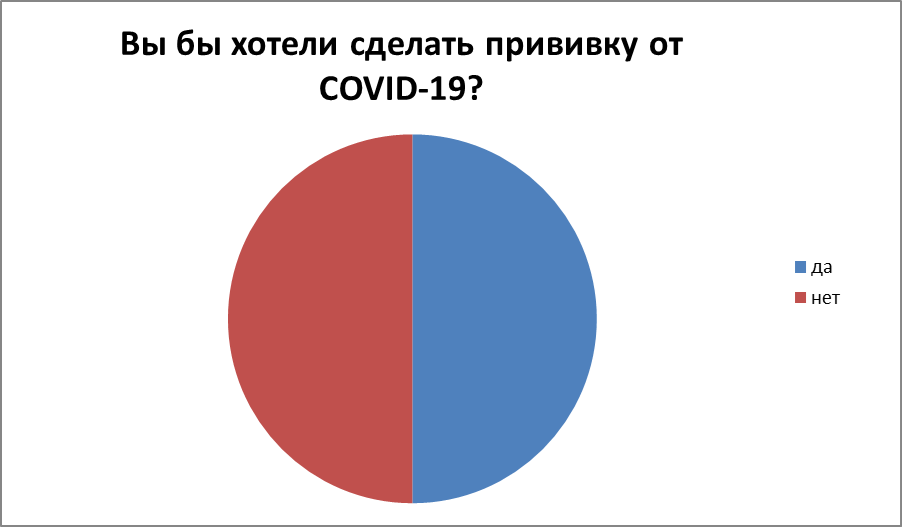 Вы бы хотели сделать прививку от
COVID-19?
да
нет